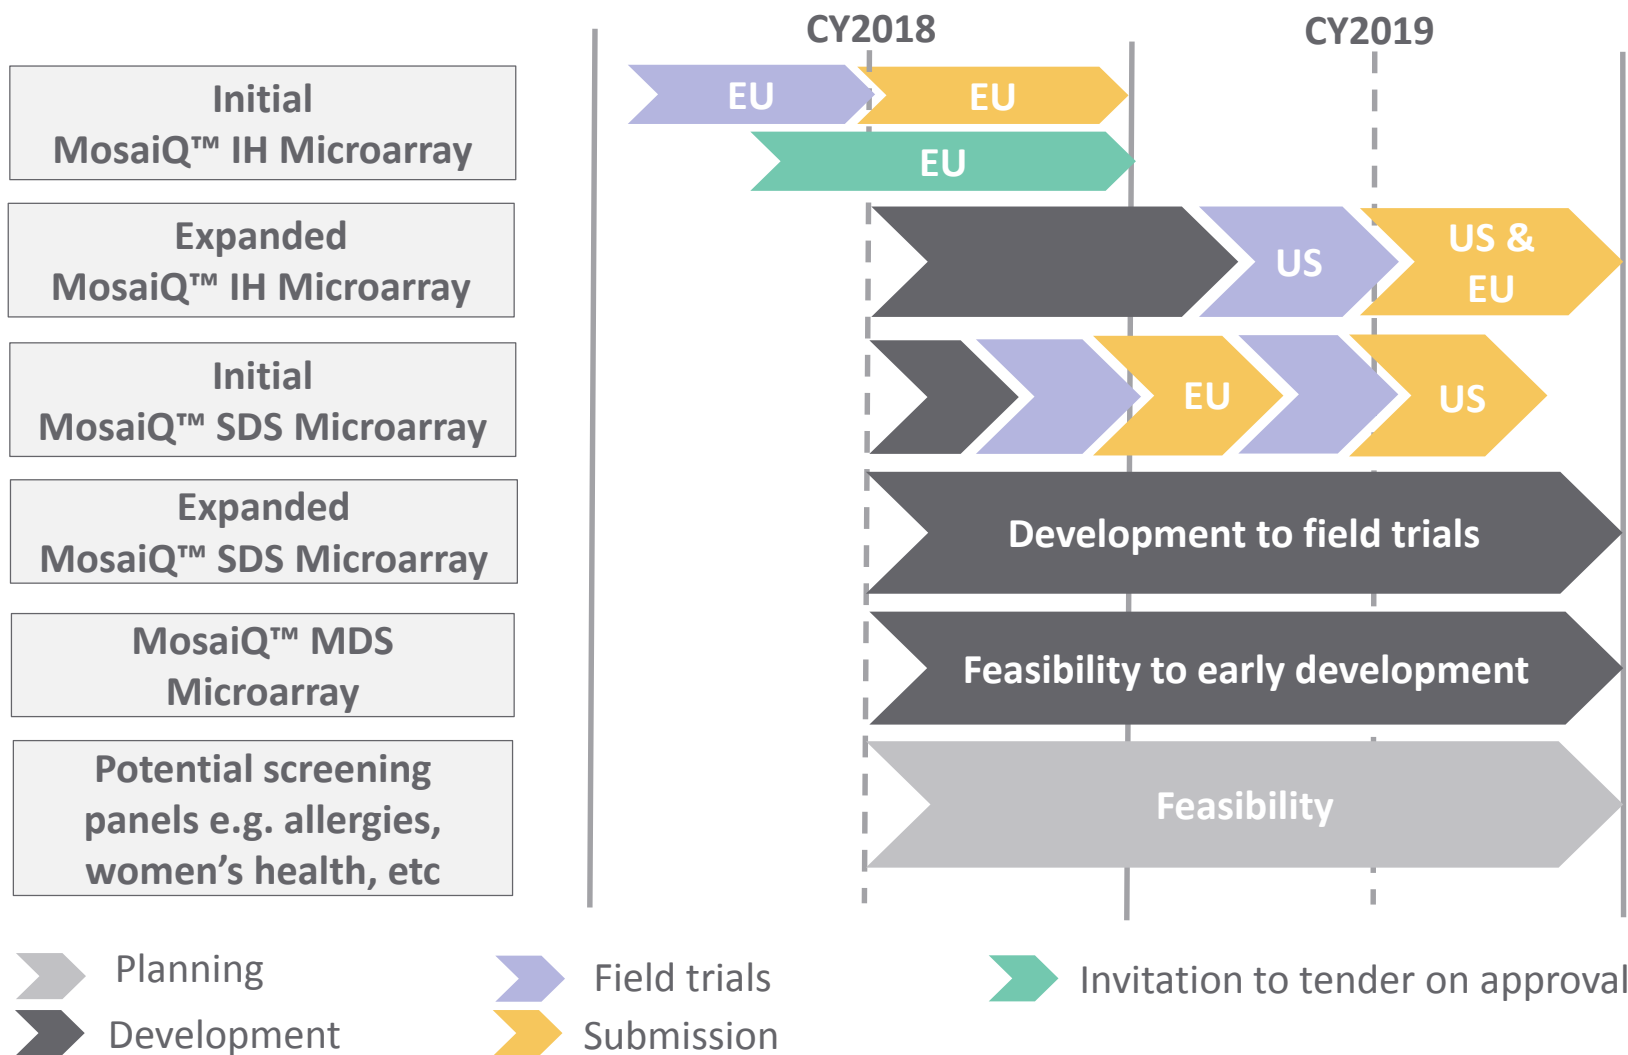 CY2018
CY2019
Initial
MosaiQ™ IH Microarray
EU
EU
EU
Expanded
MosaiQ™ IH Microarray
US
US &
EU
Initial
MosaiQ™ SDS Microarray
EU
US
Expanded
MosaiQ™ SDS Microarray
Development to field trials
MosaiQ™ MDS
Microarray
Feasibility to early development
Potential screening
panels e.g. allergies,
women’s health, etc
Feasibility
Planning
Field trials
Invitation to tender on approval
Development
Submission